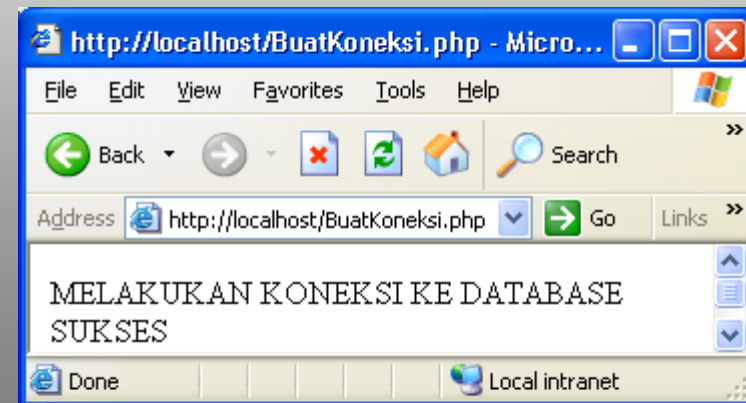 http://localhost/BuatKoneksi.php - Micro...
File Edit View Favorites Tools Help
Back Search
Address http://localhost/BuatKoneksi.php Go Links
MELAKUKAN KONEKSI KE DATABASE
SUKSES
Done Local intranet